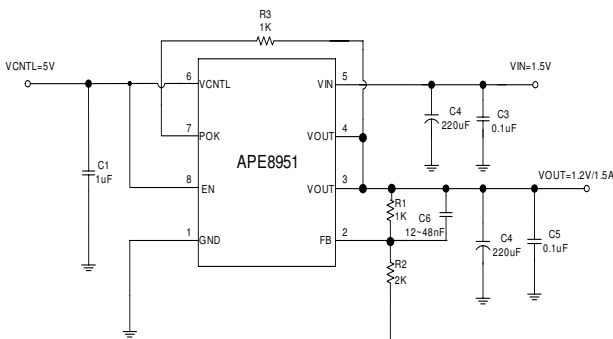 R3
1K
VCNTL=5V
6
VCNTL
VIN
5
VIN=1.5V
C4
220uF
C3
0.1uF
7
POK
VOUT
4
C1
1uF
APE8951
8
EN
VOUT
3
VOUT=1.2V/1.5A
R1
1K
C6
12~48nF
C4
220uF
C5
0.1uF
1
GND
FB
2
R2
2K